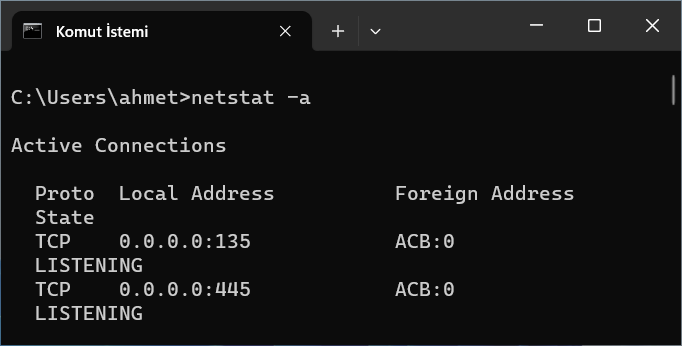 Komut İstemi
C:\Users\ahmet>netstat -a
Active Connections
Proto  Local Address          Foreign Address
State
TCP    0.0.0.0:135            ACB:0
LISTENING
TCP    0.0.0.0:445            ACB:0
LISTENING